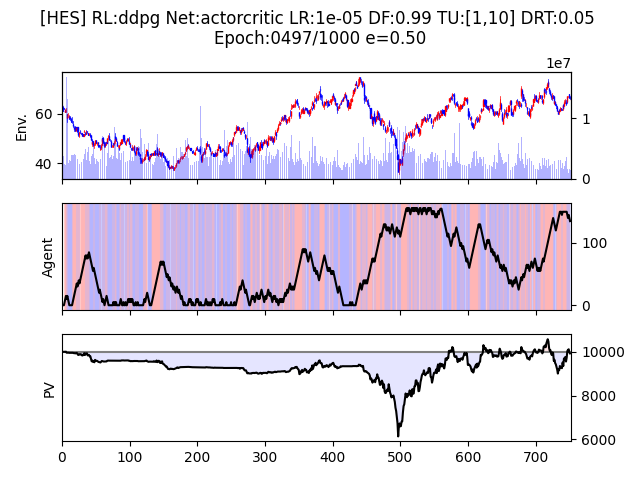 [HES] RL:ddpg Net:actorcritic LR:1e-05 DF:0.99 TU:[1,10] DRT:0.05
Epoch:0497/1000 e=0.50
1e7
Env.
60
40
1
0
Agent
100
0
PV
10000
8000
6000
0 100 200 300 400 500 600 700